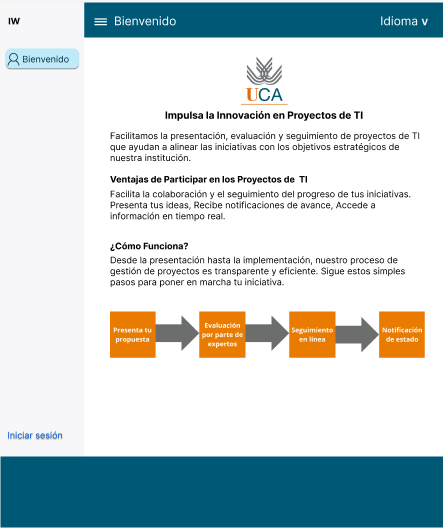 IW
Bienvenido
Idioma v
Bienvenido
UCA
Impulsa la Innovación en Proyectos de TI
Facilitamos la presentación, evaluación y seguimiento de proyectos de TI
que ayudan a alinear las iniciativas con los objetivos estratégicos de
nuestra institución.
Ventajas de Participar en los Proyectos de TI
Facilita la colaboración y el seguimiento del progreso de tus iniciativas.
Presenta tus ideas, Recibe notificaciones de avance, Accede a
información en tiempo real.
¿Cómo Funciona?
Desde la presentación hasta la implementación, nuestro proceso de
gestión de proyectos es transparente y eficiente. Sigue estos simples
pasos para poner en marcha tu iniciativa.
Presenta tu
propuesta
Evaluación
por parte de
expertos
Seguimiento
en línea
Notificación
de estado
Iniciar sesión